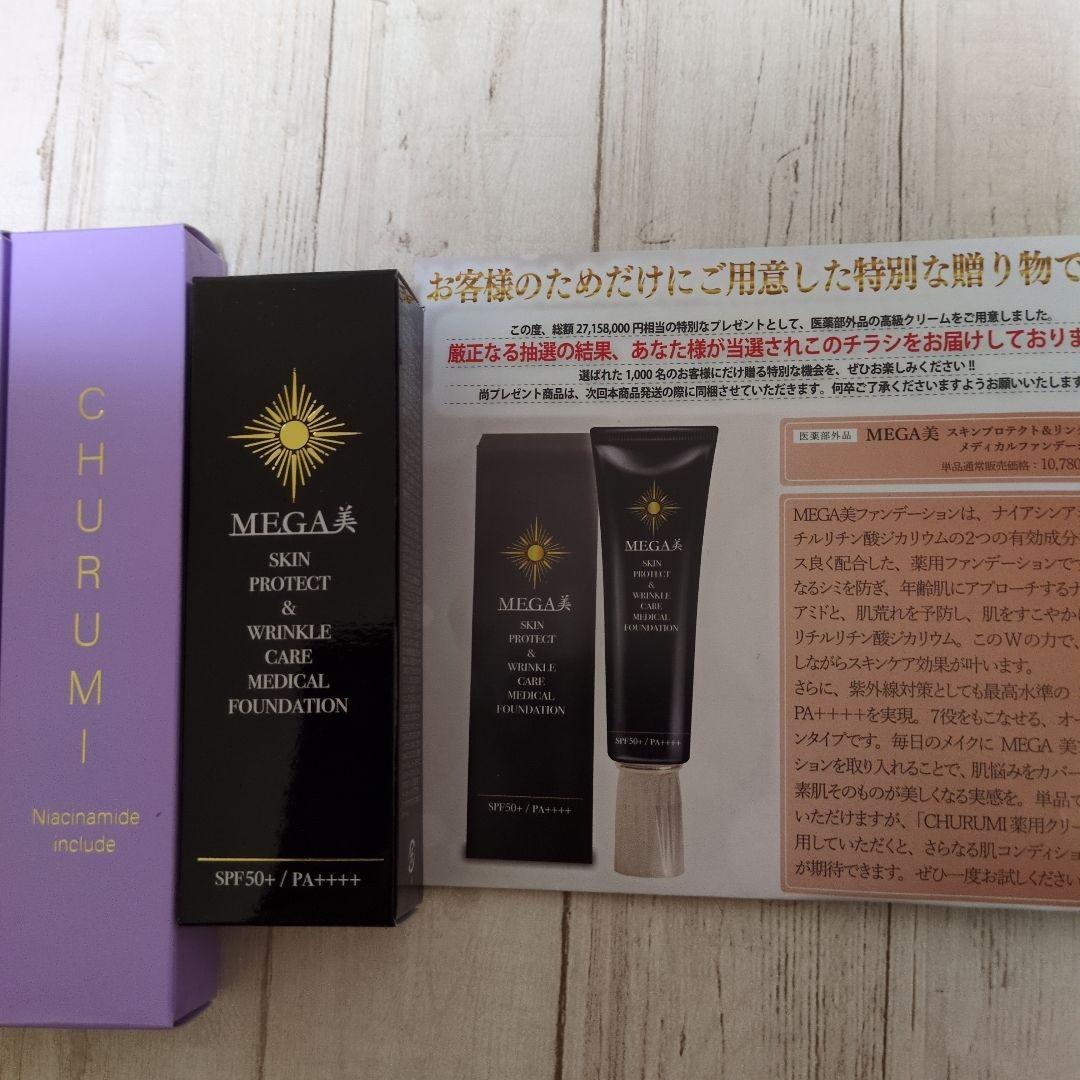 CHURUMI
Niacinamide
include
MEGA美
SKIN
PROTECT
&
WRINKLE
CARE
MEDICAL
FOUNDATION
SPF50+ / PA++++
お客様のためだけにご用意した特別な贈り物で
この度、総額 27,158,000 円相当の特別なプレゼントとして、医薬部外品の高級クリームをご用意しました。
厳正なる抽選の結果、あなた様が当選されこのチラシをお届けしておりま
選ばれた 1,000 名のお客様にだけ贈る特別な機会を、ぜひお楽しみください!!
尚プレゼント商品は、次回本商品発送の際に同梱させていただきます。何卒ご了承くださいますようお願いいたします
MEGA美
SKIN
PROTECT
&
WRINKLE
CARE
MEDICAL
FOUNDATION
SPF50+ / PA++++
MEGA美
SKIN
PROTECT
&
WRINKLE
CARE
MEDICAL
FOUNDATION
SPF50+ / PA++++
医薬部外品 MEGA美 スキンプロテクト&リンク
メディカルファンデー
単品通常販売価格:10,780
MEGA美ファンデーションは、ナイアシンア
チルリチン酸ジカリウムの2つの有効成分
ス良く配合した、薬用ファンデーションで
なるシミを防ぎ、年齢肌にアプローチするナ
アミドと、肌荒れを予防し、肌をすこやか
リチルリチン酸ジカリウム。このWの力で、
しながらスキンケア効果が叶います。
さらに、紫外線対策としても最高水準の
PA++++を実現。7役をもこなせる、オー
ンタイプです。毎日のメイクに MEGA 美
ションを取り入れることで、肌悩みをカバー
素肌そのものが美しくなる実感を。単品で
いただけますが、「CHURUMI 薬用クリー
用していただくと、さらなる肌コンディショ
が期待できます。ぜひ一度お試しください